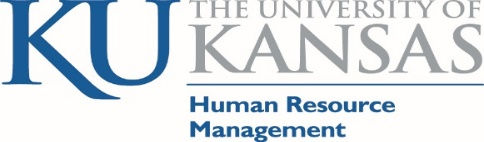 KU
THE UNIVERSITY OF
KANSAS
Human Resource
Management